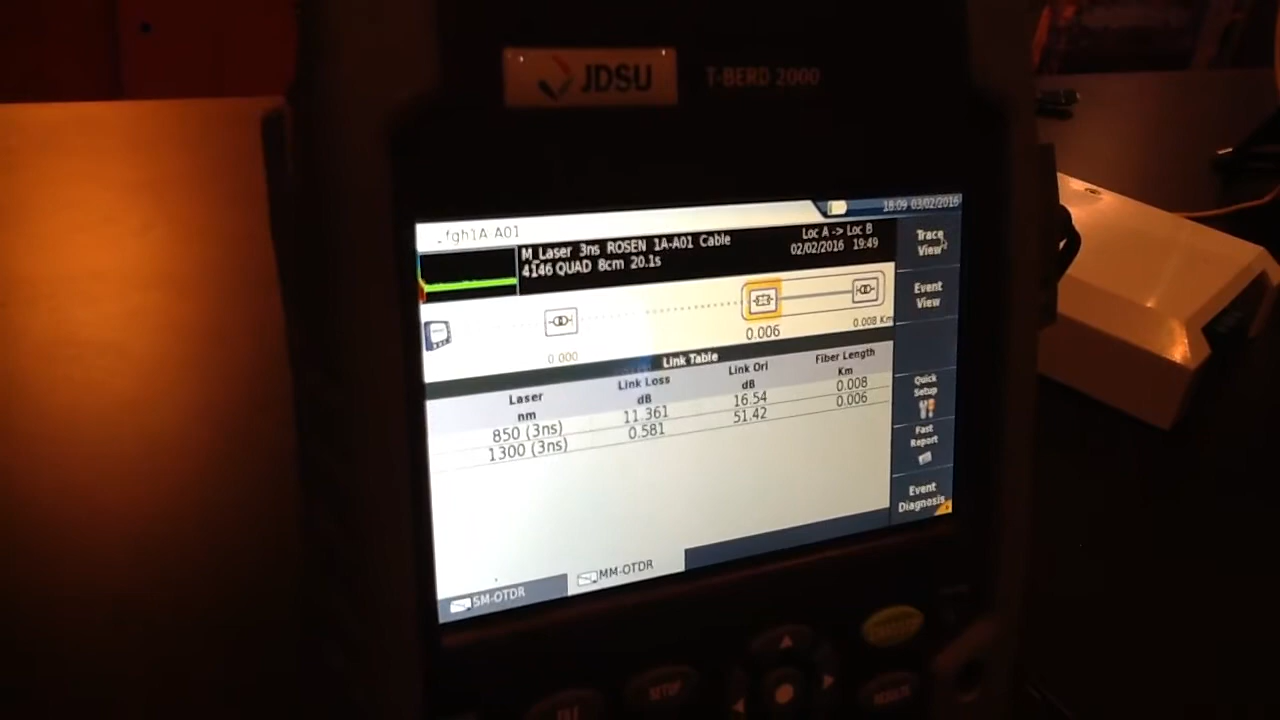 JDSU T-BERD 2000
18:09 03/02/2016
_fgh1A A01
M_Laser 3ns ROSEN 1A-A01 Cable
4146 QUAD 8cm 20.1s
Loc A -> Loc B
02/02/2016 19:49
0.000
0.006
0.008 Km
Link Table
Laser nm Link Loss dB Link Orl dB Fiber Length Km
850 (3ns) 11.361 16.54 0.008
1300 (3ns) 0.581 51.42 0.006
Trace View
Event View
Quick Setup
Fast Report
Event Diagnosis
SM-OTDR
MM-OTDR
FILE
SETUP
RESULTS